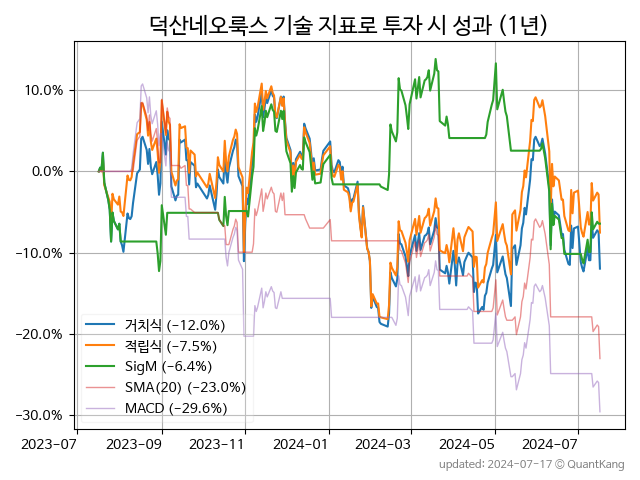 덕산네오룩스 기술 지표로 투자 시 성과 (1년)
10.0%
0.0%
−10.0%
−20.0%
−30.0%
거치식 (−12.0%)
적립식 (−7.5%)
SigM (−6.4%)
SMA(20) (−23.0%)
MACD (−29.6%)
2023-07 2023-09 2023-11 2024-01 2024-03 2024-05 2024-07
updated: 2024-07-17 © QuantKang